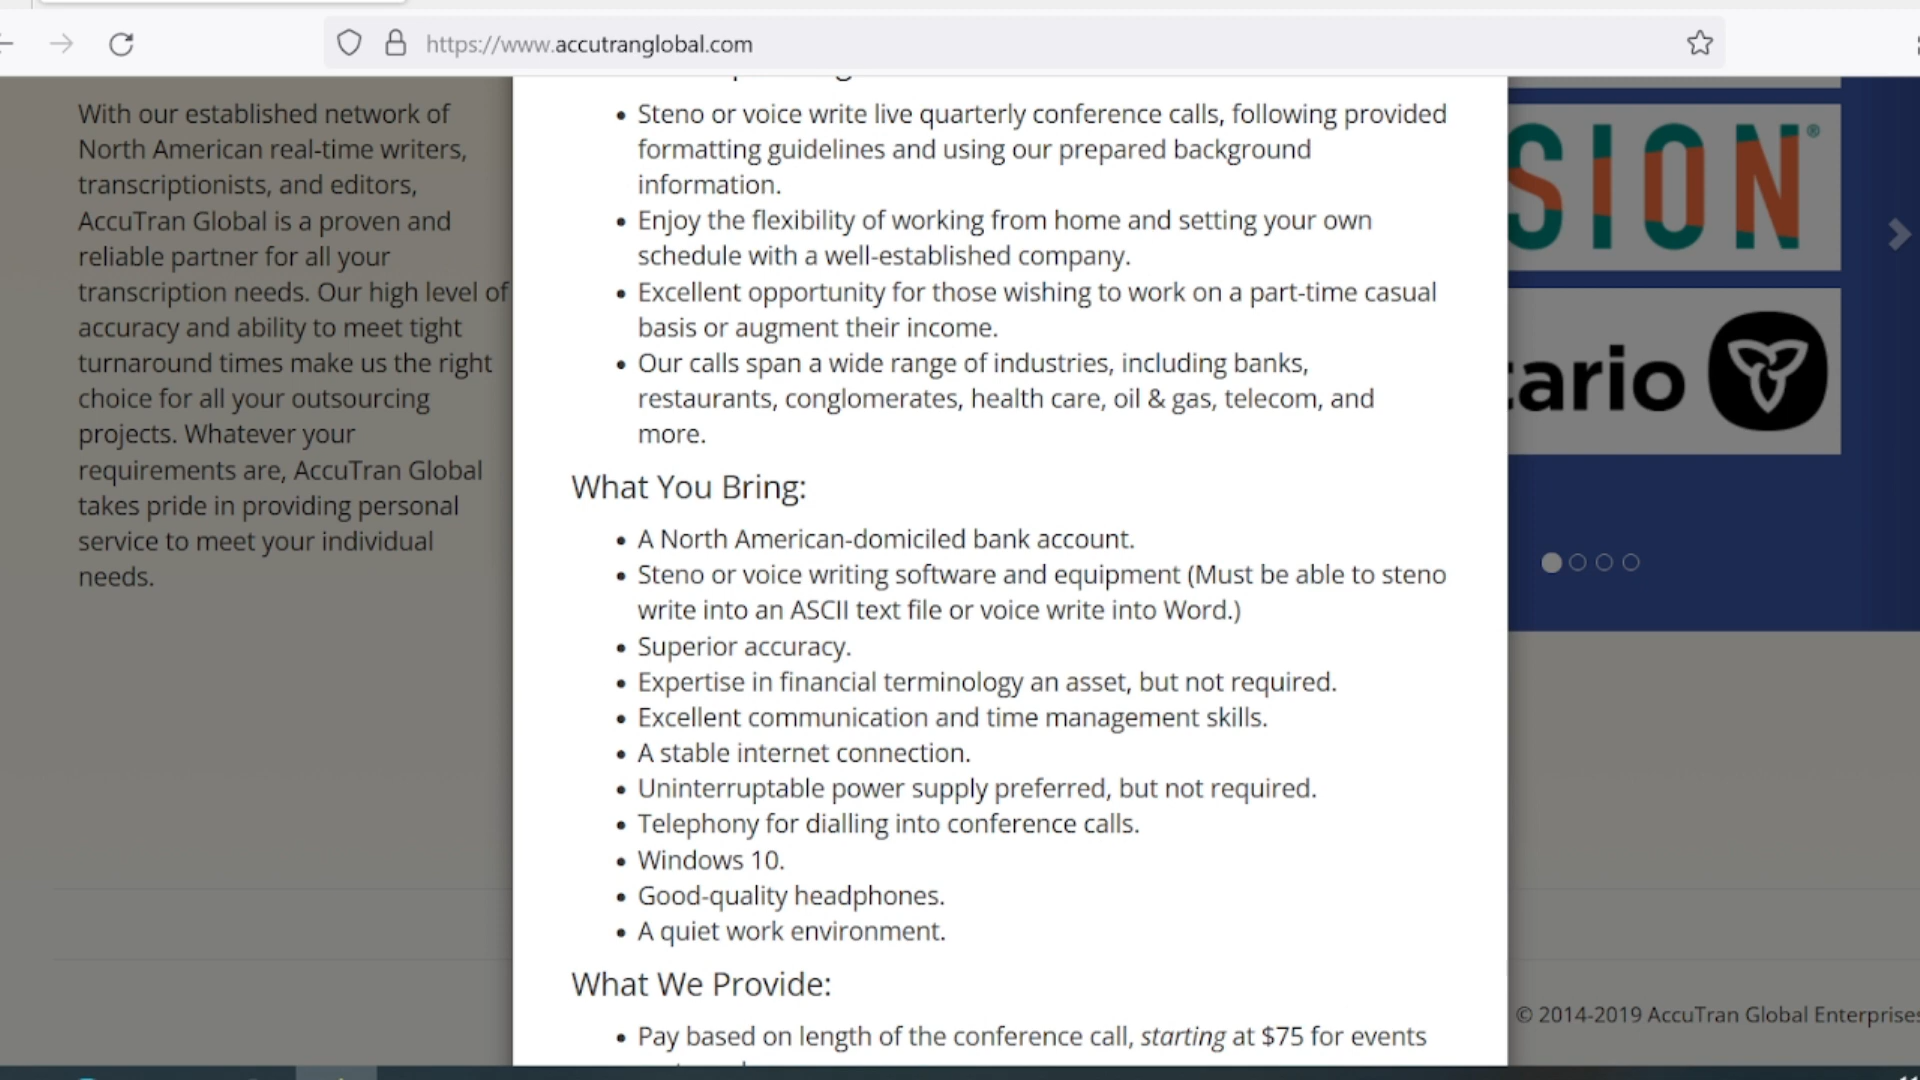 https://www.accutranglobal.com
With our established network of
North American real-time writers,
transcriptionists, and editors,
AccuTran Global is a proven and
reliable partner for all your
transcription needs. Our high level of
accuracy and ability to meet tight
turnaround times make us the right
choice for all your outsourcing
projects. Whatever your
requirements are, AccuTran Global
takes pride in providing personal
service to meet your individual
needs.
• Steno or voice write live quarterly conference calls, following provided
formatting guidelines and using our prepared background
information.
• Enjoy the flexibility of working from home and setting your own
schedule with a well-established company.
• Excellent opportunity for those wishing to work on a part-time casual
basis or augment their income.
• Our calls span a wide range of industries, including banks,
restaurants, conglomerates, health care, oil & gas, telecom, and
more.
What You Bring:
• A North American-domiciled bank account.
• Steno or voice writing software and equipment (Must be able to steno
write into an ASCII text file or voice write into Word.)
• Superior accuracy.
• Expertise in financial terminology an asset, but not required.
• Excellent communication and time management skills.
• A stable internet connection.
• Uninterruptable power supply preferred, but not required.
• Telephony for dialling into conference calls.
• Windows 10.
• Good-quality headphones.
• A quiet work environment.
What We Provide:
• Pay based on length of the conference call, starting at $75 for events
SION®
tario
© 2014-2019 AccuTran Global Enterprises